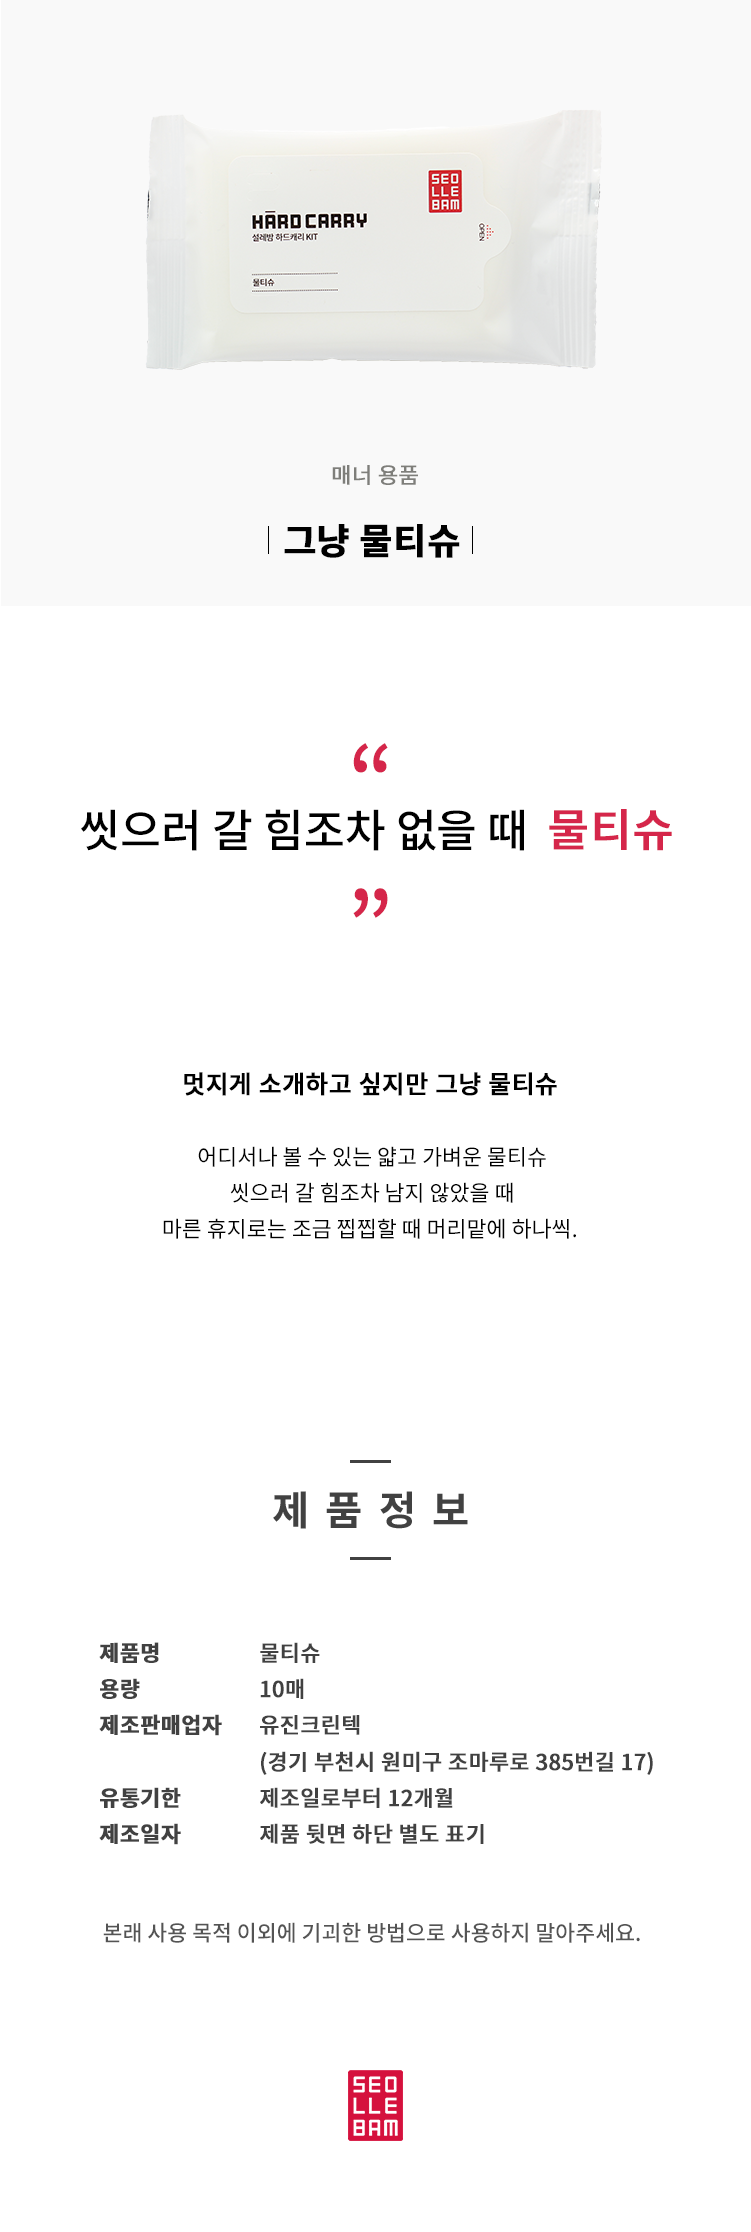 SEO
LLE
BAM
HARD CARRY
설레밤 하드캐리 KIT
OPEN
물티슈
매너 용품
그냥 물티슈
“
씻으러 갈 힘조차 없을 때 물티슈
”
멋지게 소개하고 싶지만 그냥 물티슈
어디서나 볼 수 있는 얇고 가벼운 물티슈
씻으러 갈 힘조차 남지 않았을 때
마른 휴지로는 조금 찝찝할 때 머리맡에 하나씩.
제품정보
제품명 물티슈
용량 10매
제조판매업자 유진크린텍
(경기 부천시 원미구 조마루로 385번길 17)
유통기한 제조일로부터 12개월
제조일자 제품 뒷면 하단 별도 표기
본래 사용 목적 이외에 기괴한 방법으로 사용하지 말아주세요.
SEO
LLE
BAM